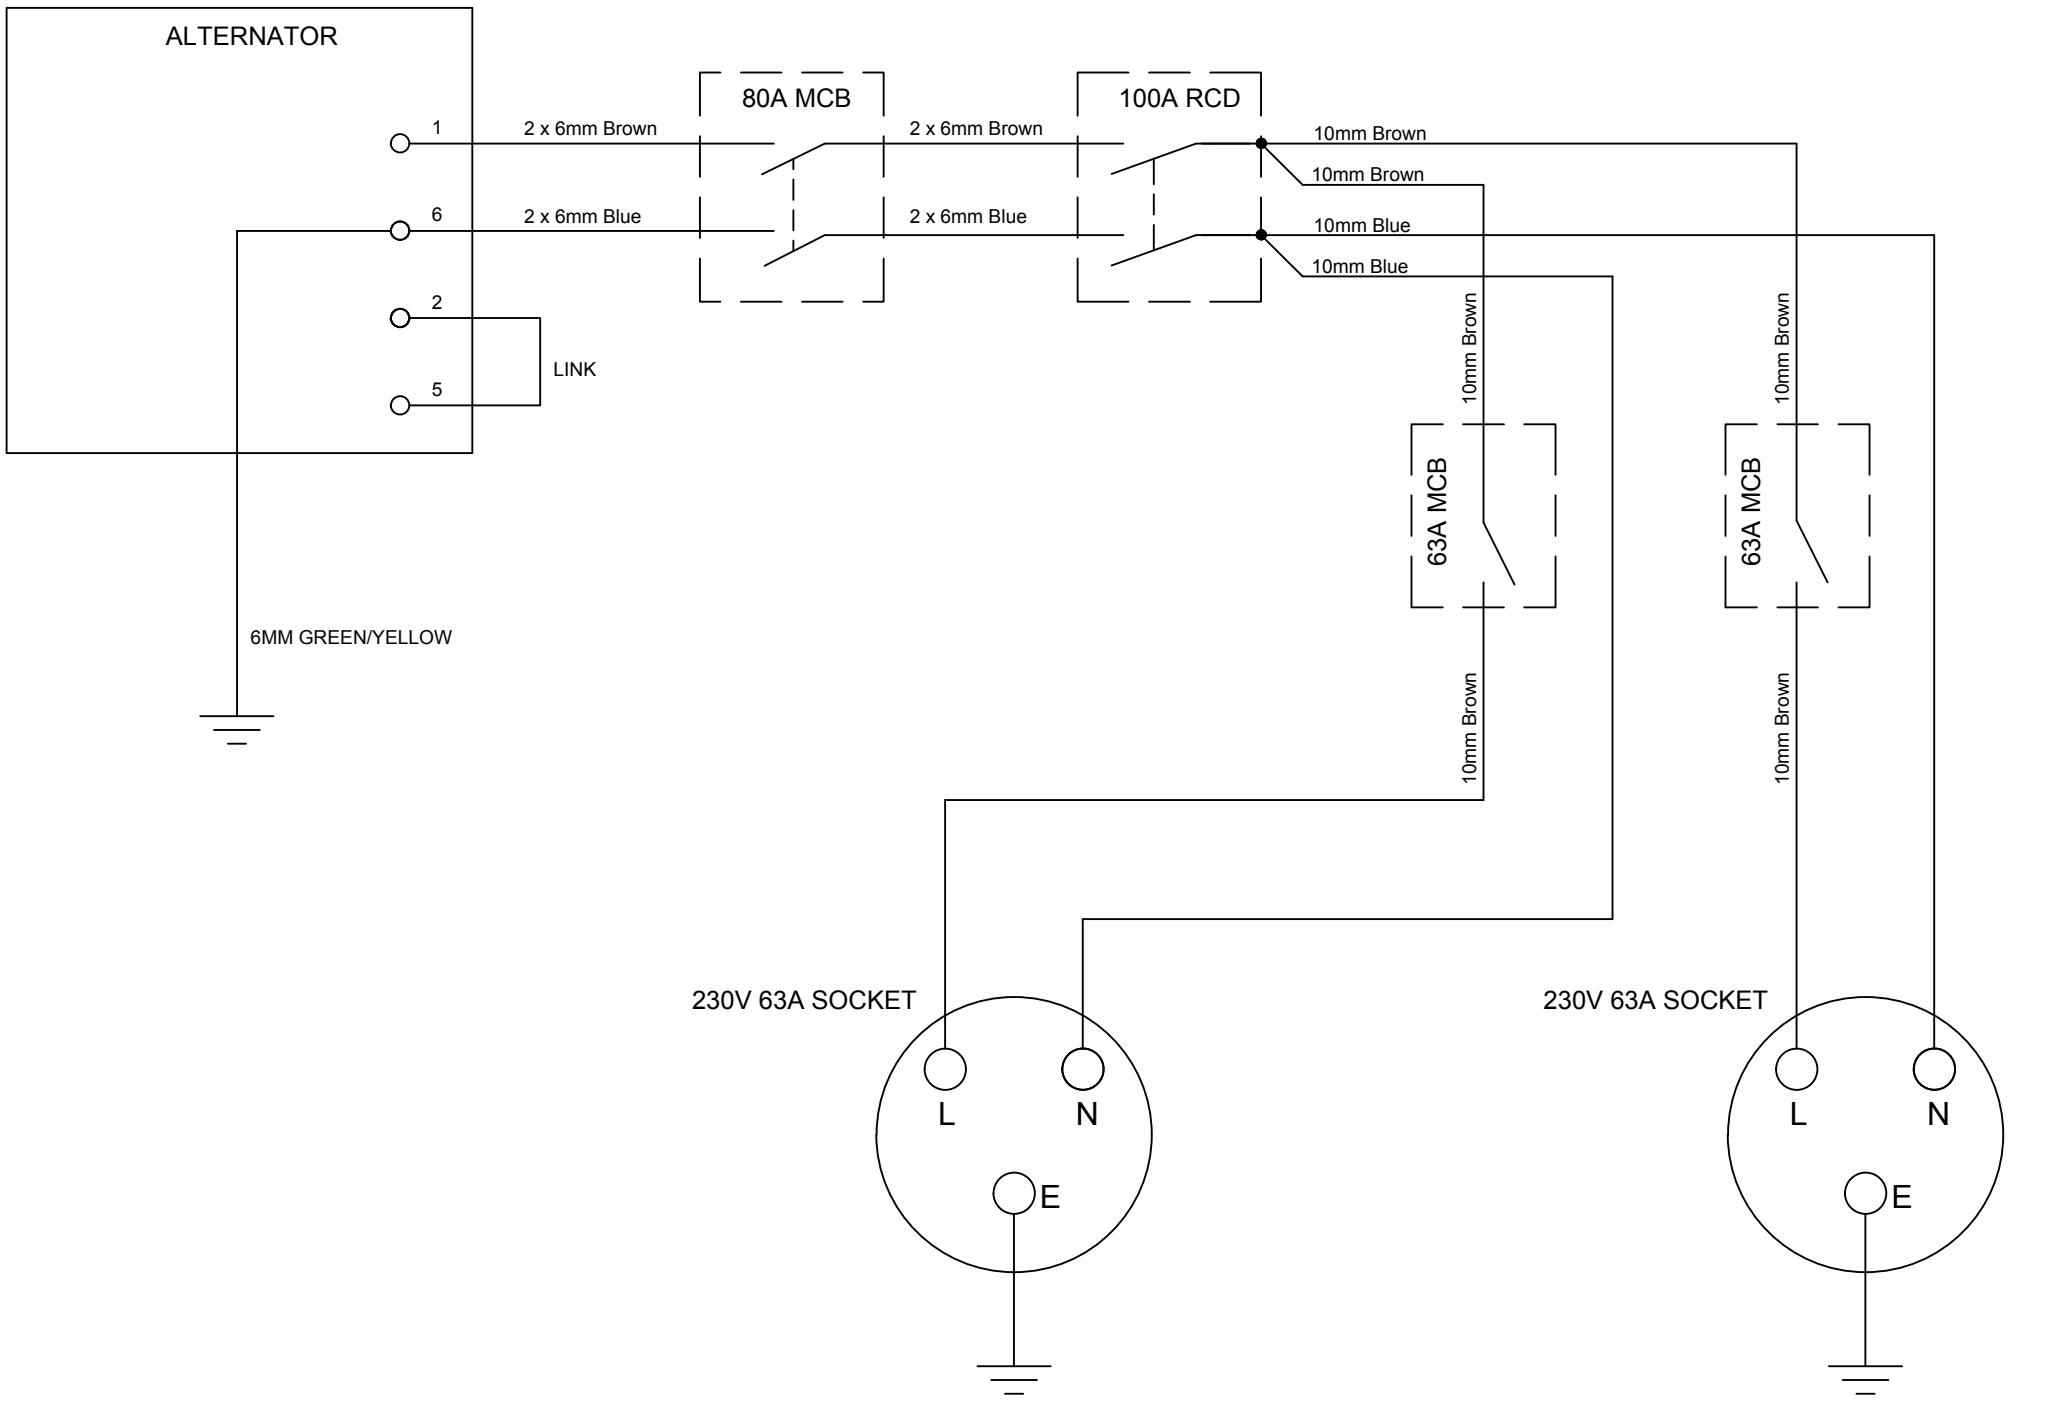 ALTERNATOR
80A MCB
100A RCD
1
2 x 6mm Brown
2 x 6mm Brown
10mm Brown
10mm Brown
6
2 x 6mm Blue
2 x 6mm Blue
10mm Blue
10mm Blue
2
LINK
5
10mm Brown
10mm Brown
63A MCB
63A MCB
6MM GREEN/YELLOW
10mm Brown
10mm Brown
230V 63A SOCKET
230V 63A SOCKET
L
N
E
L
N
E